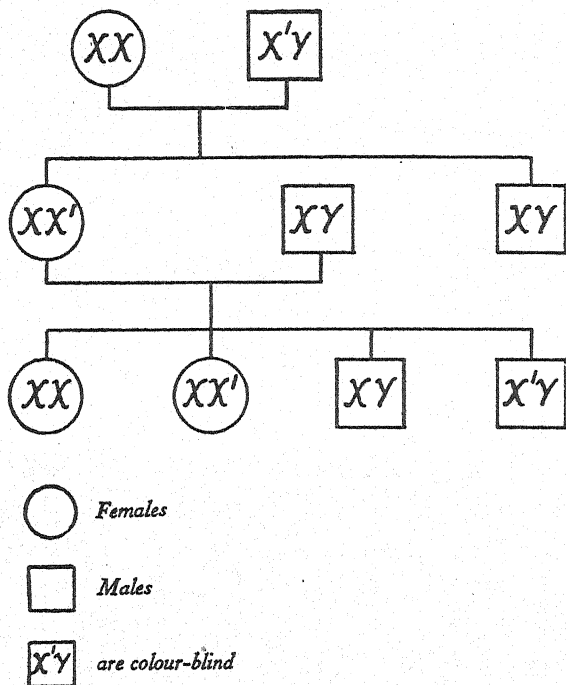 XX X'Y
XX' XY XY
XX XX' XY X'Y
Females
Males
X'Y are colour-blind